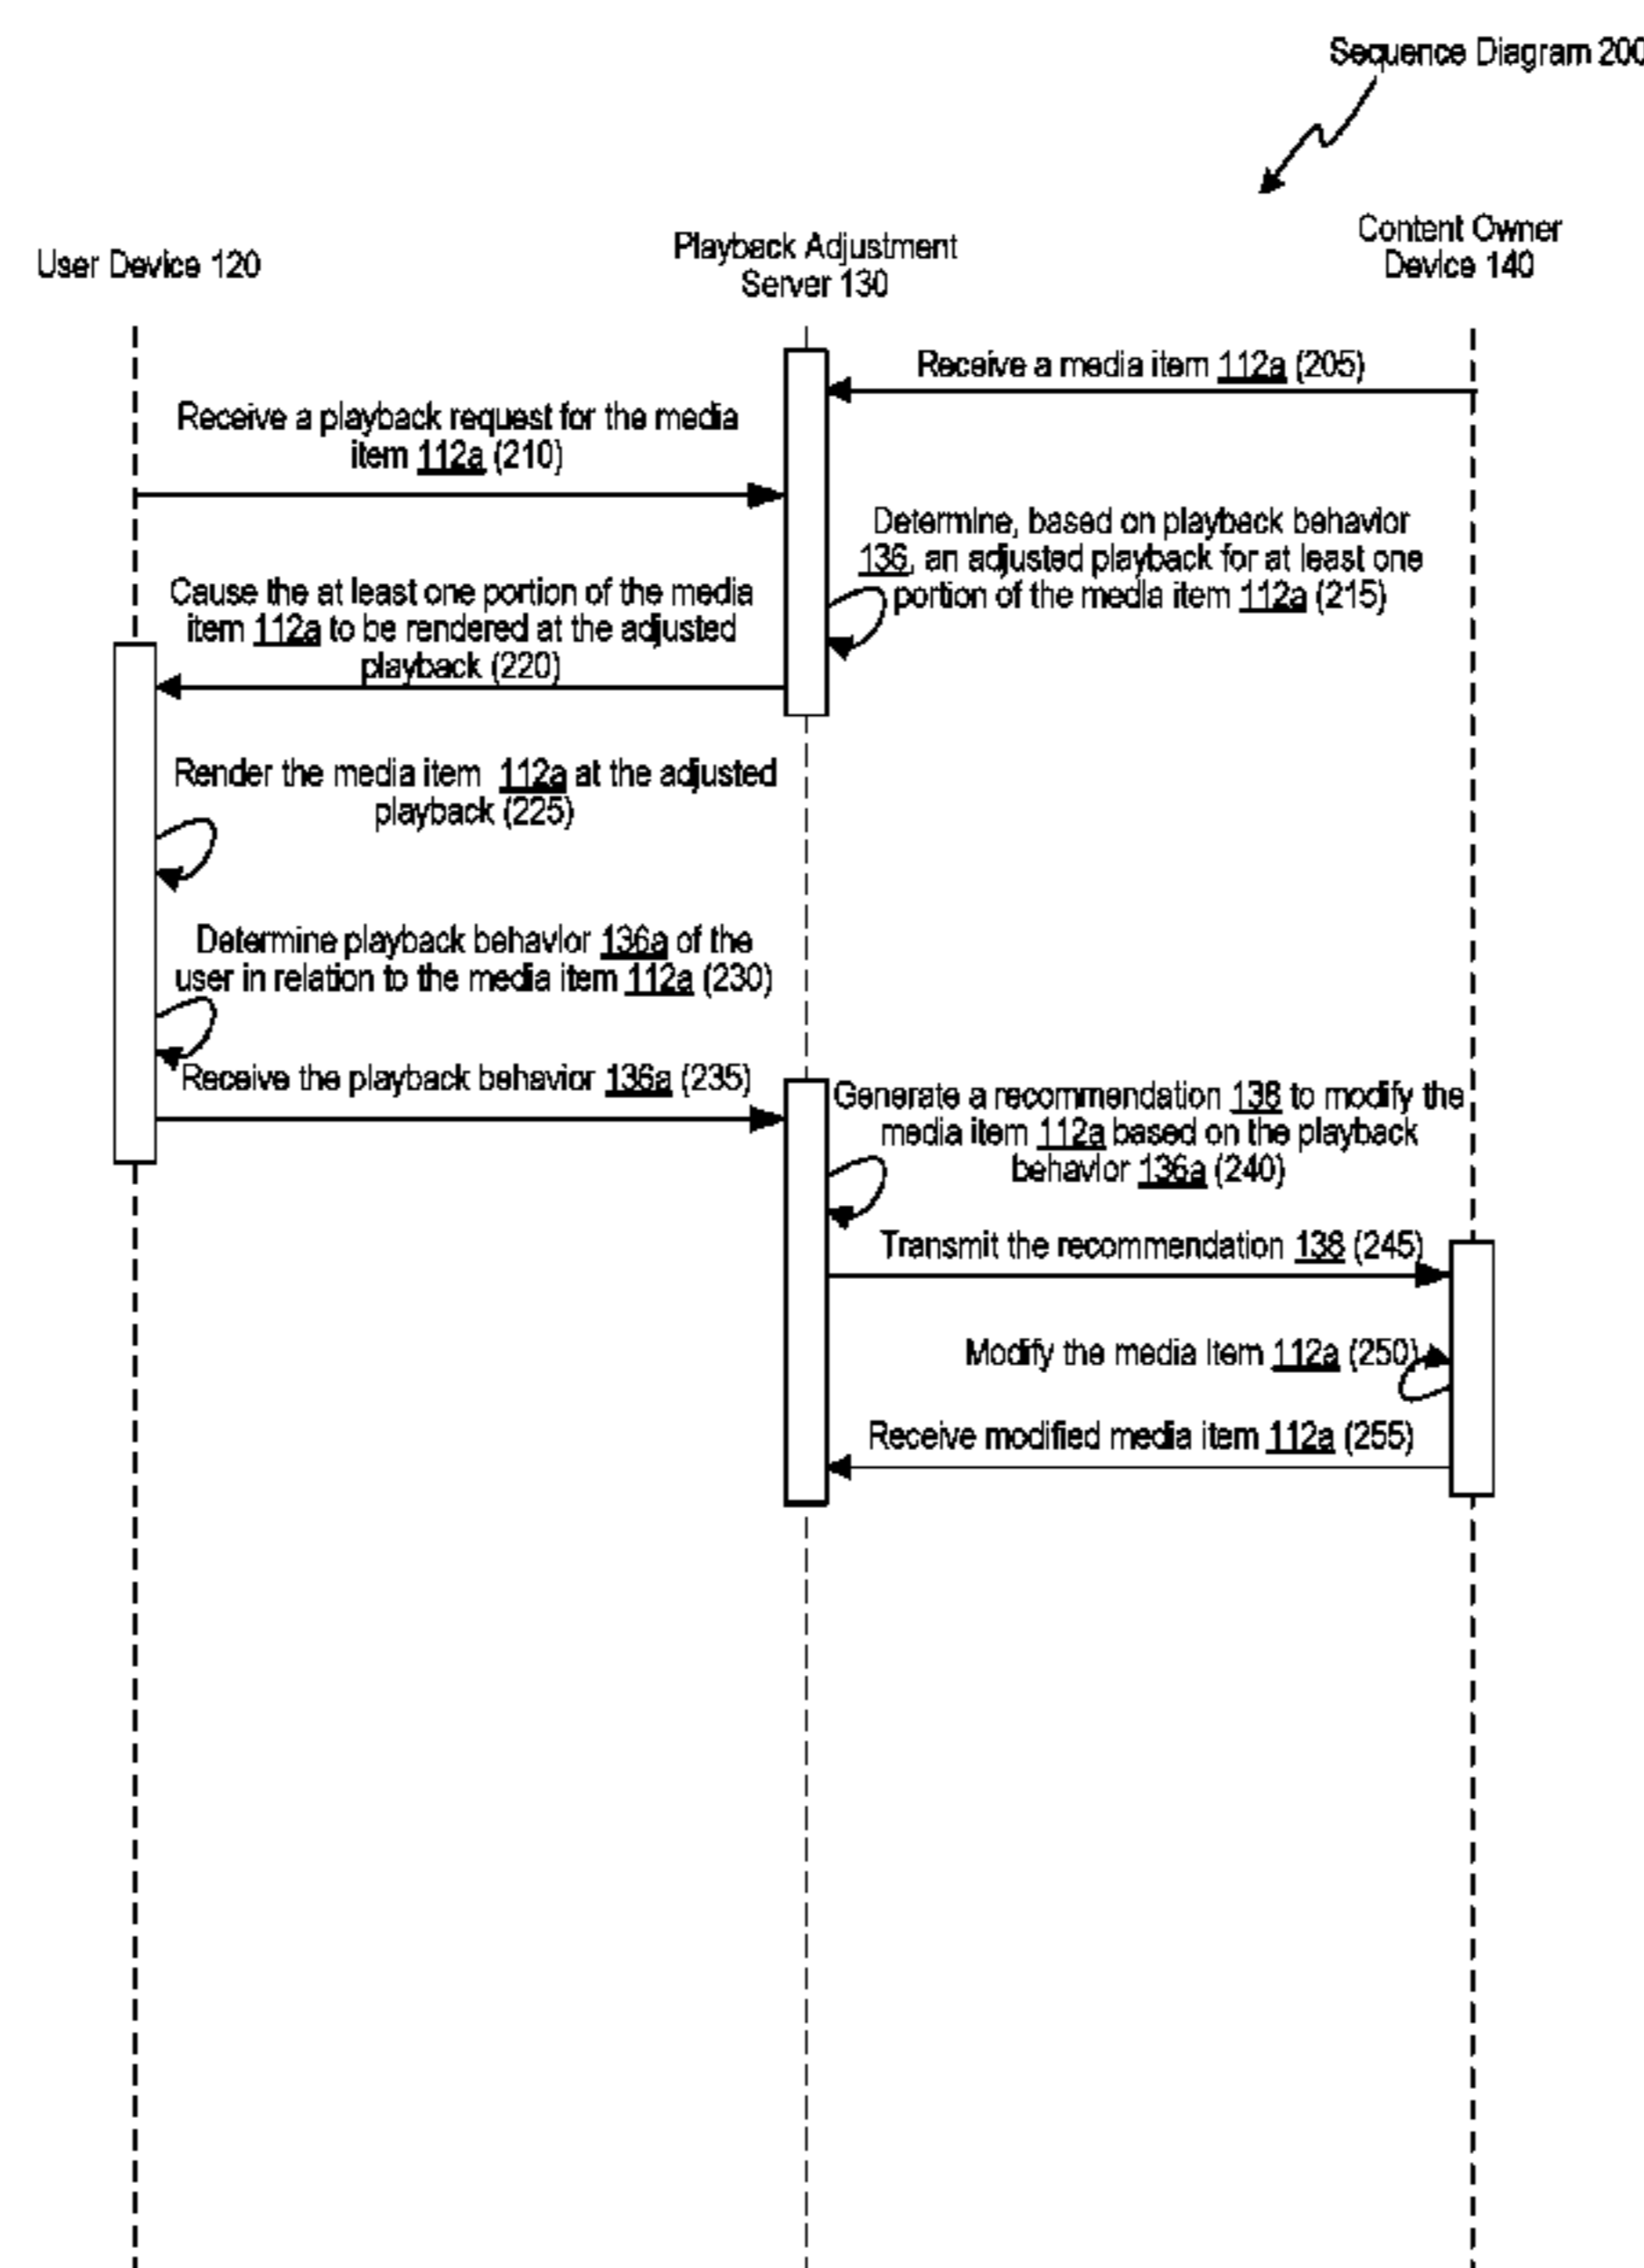 Sequence Diagram 200
User Device 120
Playback Adjustment
Server 130
Content Owner
Device 140
Receive a media item 112a (205)
Receive a playback request for the media
item 112a (210)
Determine, based on playback behavior
136, an adjusted playback for at least one
portion of the media item 112a (215)
Cause the at least one portion of the media
item 112a to be rendered at the adjusted
playback (220)
Render the media item 112a at the adjusted
playback (225)
Determine playback behavior 136a of the
user in relation to the media item 112a (230)
Receive the playback behavior 136a (235)
Generate a recommendation 138 to modify the
media item 112a based on the playback
behavior 136a (240)
Transmit the recommendation 138 (245)
Modify the media item 112a (250)
Receive modified media item 112a (255)